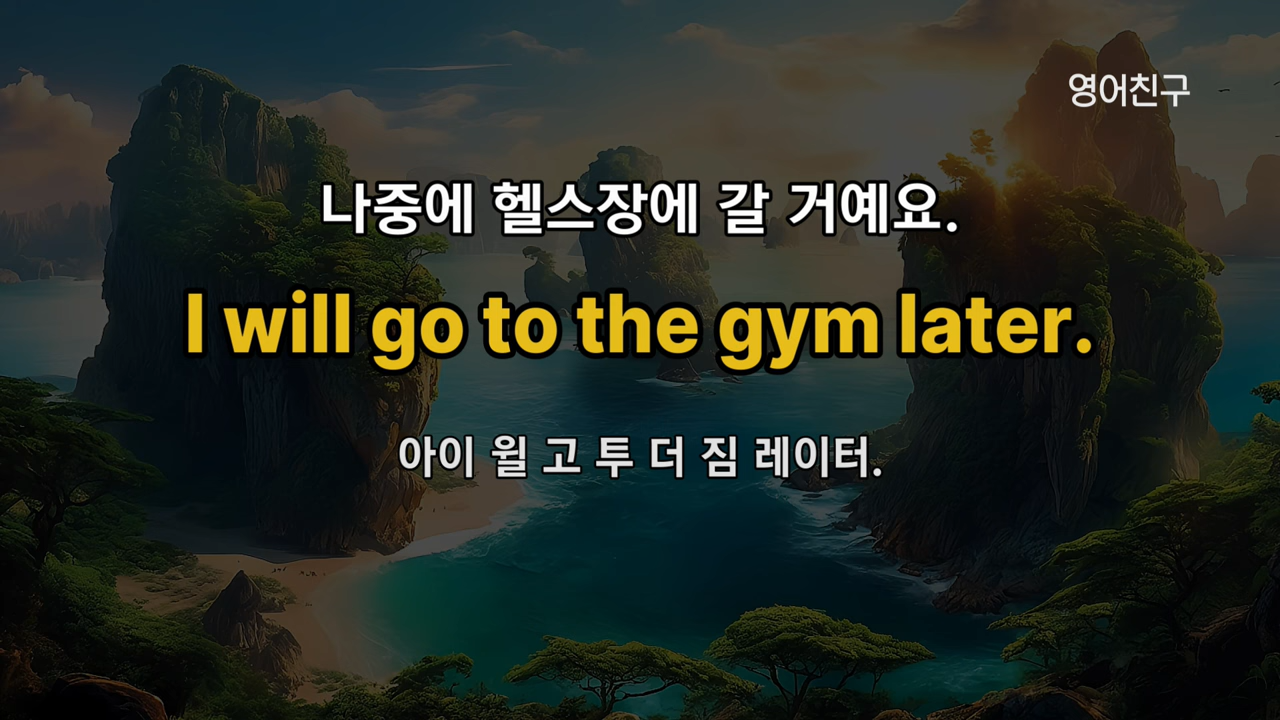 영어친구
나중에 헬스장에 갈 거예요.
I will go to the gym later.
아이 윌 고 투 더 짐 레이터.